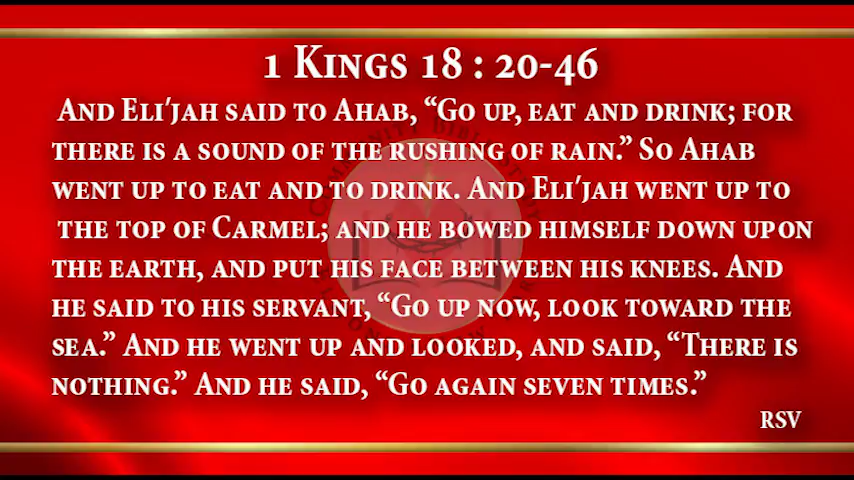 1 Kings 18 : 20-46
And Eli'jah said to Ahab, “Go up, eat and drink; for
there is a sound of the rushing of rain.” So Ahab
went up to eat and to drink. And Eli'jah went up to
the top of Carmel; and he bowed himself down upon
the earth, and put his face between his knees. And
he said to his servant, “Go up now, look toward the
sea.” And he went up and looked, and said, “There is
nothing.” And he said, “Go again seven times.”
RSV